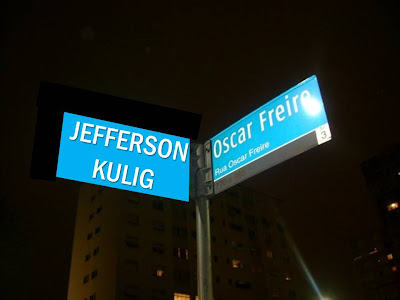 JEFFERSON
KULIG
Oscar Freire
Rua Oscar Freire
3